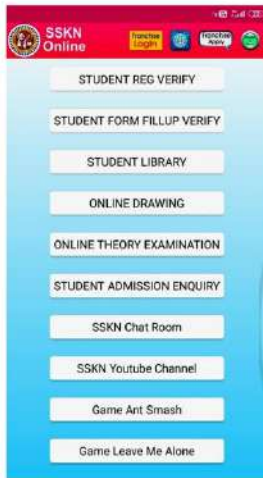 SSKN
Online
Franchise
Login
Franchise
Apply
STUDENT REG VERIFY
STUDENT FORM FILLUP VERIFY
STUDENT LIBRARY
ONLINE DRAWING
ONLINE THEORY EXAMINATION
STUDENT ADMISSION ENQUIRY
SSKN Chat Room
SSKN Youtube Channel
Game Ant Smash
Game Leave Me Alone